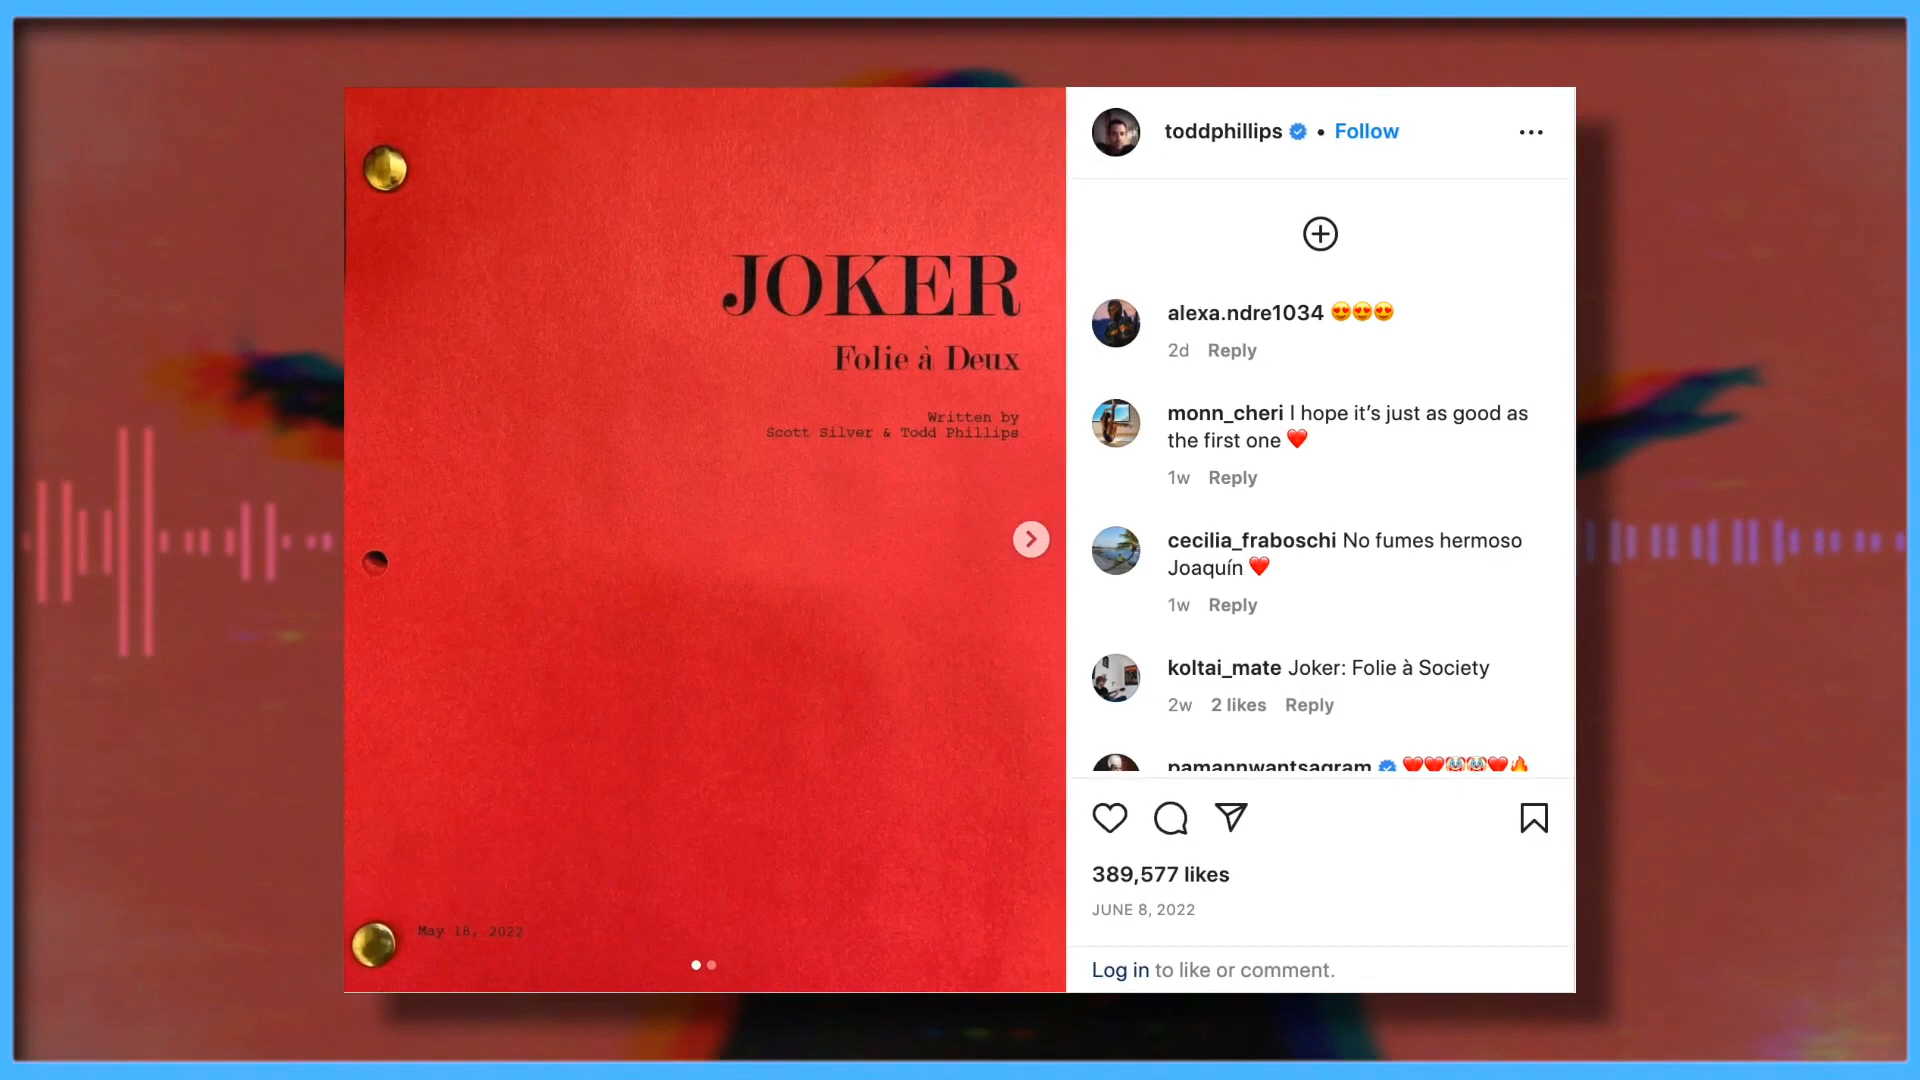 JOKER
Folie à Deux
Written by
Scott Silver & Todd Phillips
May 18, 2022
toddphillips • Follow
alexa.ndre1034 😍😍😍
2d Reply
monn_cheri I hope it’s just as good as
the first one ❤️
1w Reply
cecilia_fraboschi No fumes hermoso
Joaquín ❤️
1w Reply
koltai_mate Joker: Folie à Society
2w 2 likes Reply
pamannwantsagram ❤️❤️🤡🤡❤️🔥
389,577 likes
JUNE 8, 2022
Log in to like or comment.